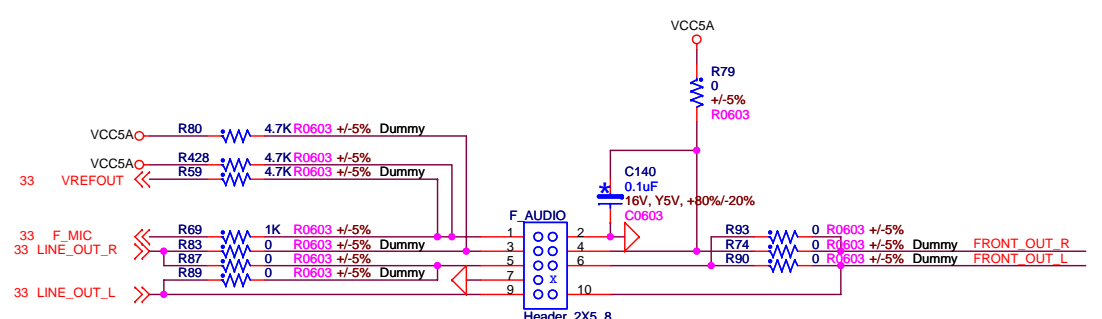 VCC5A
R79
0
+/-5%
R0603
VCC5A R80 4.7K R0603 +/-5% Dummy
VCC5A R428 4.7K R0603 +/-5%
33 VREFOUT R59 4.7K R0603 +/-5% Dummy
C140
0.1uF
16V, Y5V, +80%/-20%
C0603
F_AUDIO
33 F_MIC R69 1K R0603 +/-5% 1 2 R93 0 R0603 +/-5%
33 LINE_OUT_R R83 0 R0603 +/-5% Dummy 3 4 R74 0 R0603 +/-5% Dummy FRONT_OUT_R
R87 0 R0603 +/-5% 5 6 R90 0 R0603 +/-5% Dummy FRONT_OUT_L
R89 0 R0603 +/-5% Dummy 7 x
33 LINE_OUT_L 9 10
Header_2X5_8